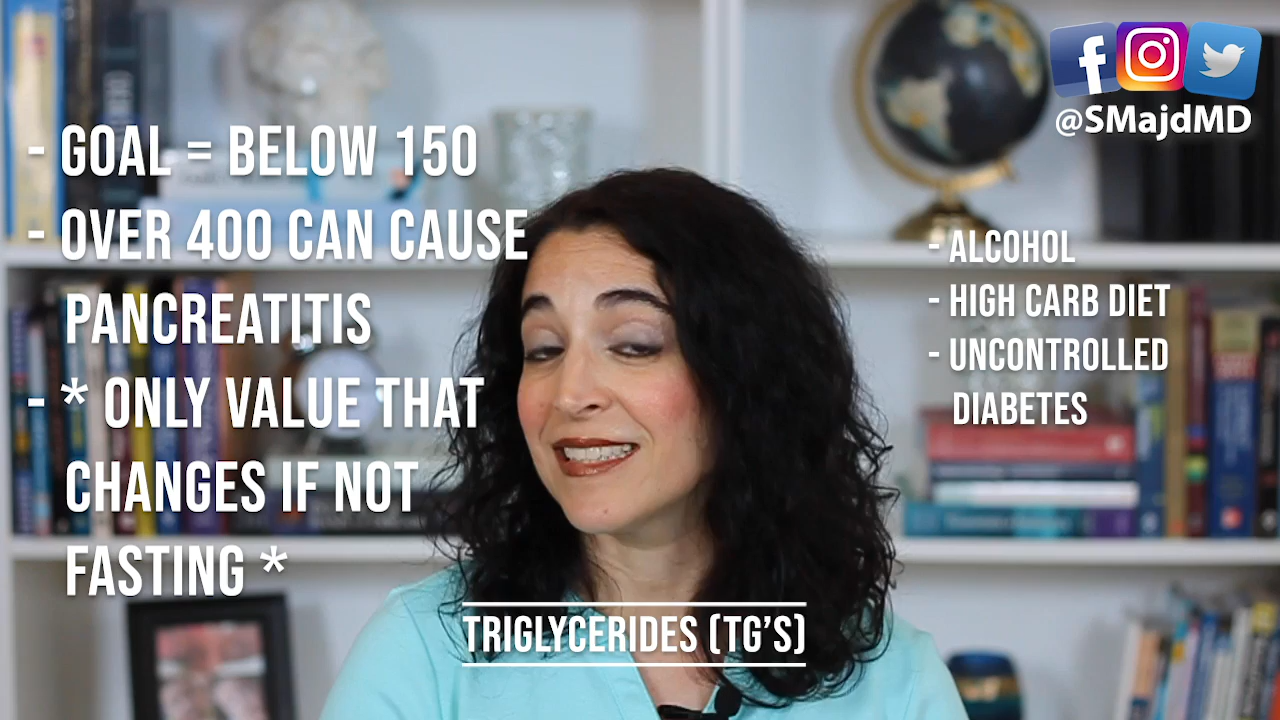 @SMajdMD
- GOAL = BELOW 150
- OVER 400 CAN CAUSE
PANCREATITIS
- * ONLY VALUE THAT
CHANGES IF NOT
FASTING *
- ALCOHOL
- HIGH CARB DIET
- UNCONTROLLED
DIABETES
TRIGLYCERIDES (TG'S)